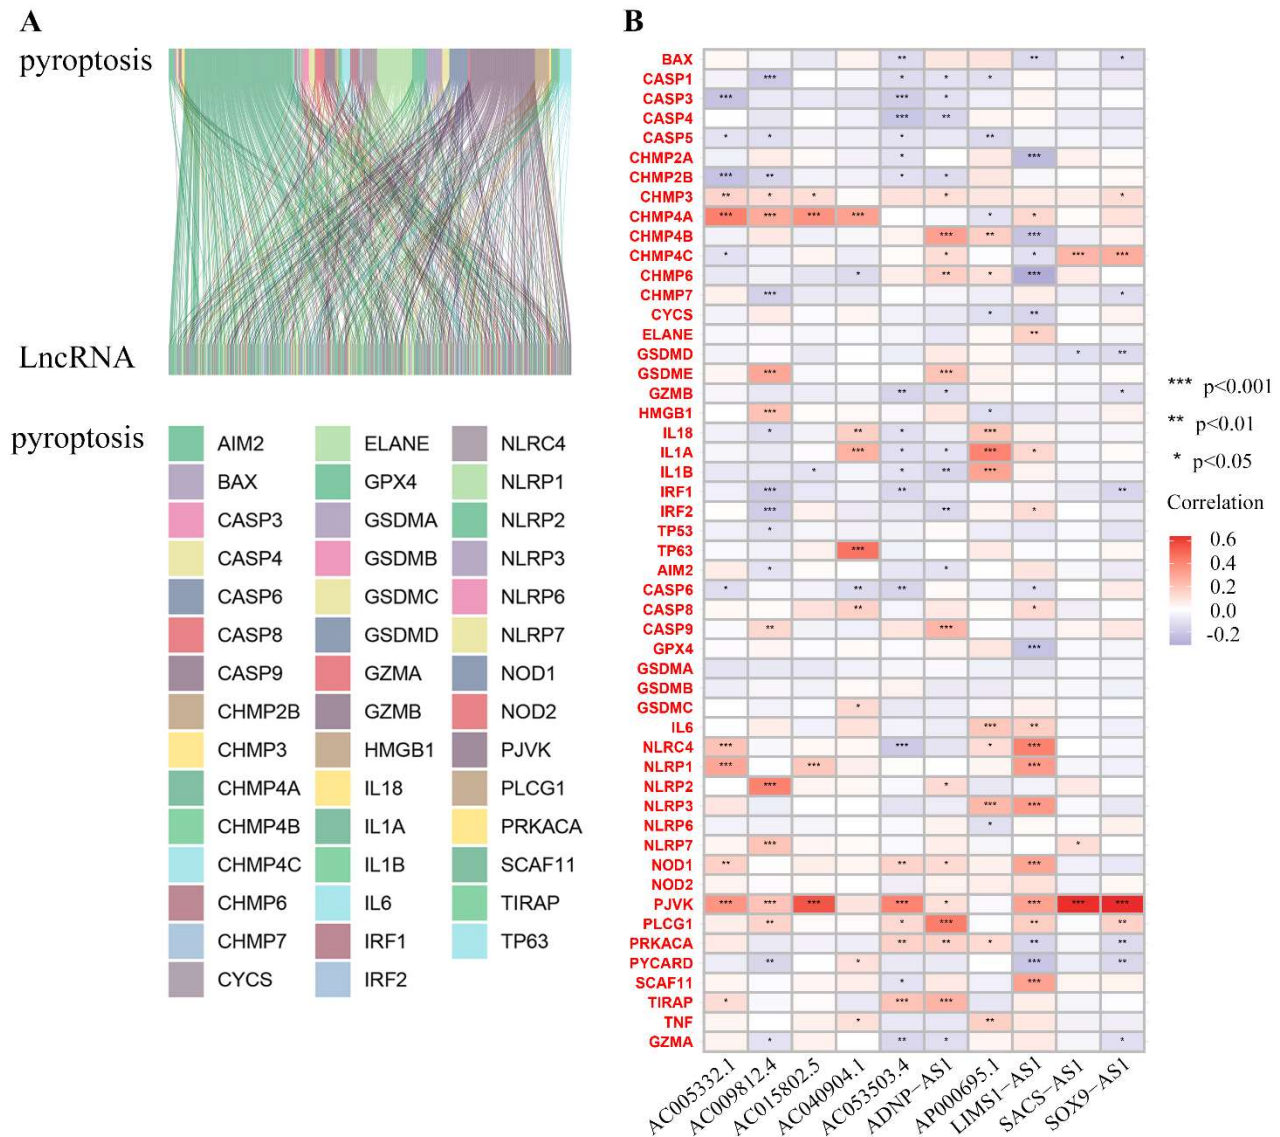 A
pyroptosis
LncRNA
pyroptosis
AIM2
BAX
CASP3
CASP4
CASP6
CASP8
CASP9
CHMP2B
CHMP3
CHMP4A
CHMP4B
CHMP4C
CHMP6
CHMP7
CYCS
ELANE
GPX4
GSDMA
GSDMB
GSDMC
GSDMD
GZMA
GZMB
HMGB1
IL18
IL1A
IL1B
IL6
IRF1
IRF2
NLRC4
NLRP1
NLRP2
NLRP3
NLRP6
NLRP7
NOD1
NOD2
PJVK
PLCG1
PRKACA
SCAF11
TIRAP
TP63
B
BAX ** ** *
CASP1 *** * * *
CASP3 *** *** *
CASP4 *** **
CASP5 * * * **
CHMP2A * ***
CHMP2B *** ** * *
CHMP3 ** * * * *
CHMP4A *** *** *** *** * *
CHMP4B *** ** ***
CHMP4C * * * *** ***
CHMP6 * ** * ***
CHMP7 *** *
CYCS * **
ELANE **
GSDMD * **
GSDME *** ***
GZMB ** * *
HMGB1 *** *
IL18 * ** * ***
IL1A *** * * *** *
IL1B * * ** ***
IRF1 *** ** **
IRF2 *** ** *
TP53 *
TP63 ***
AIM2 * *
CASP6 * ** ** *
CASP8 ** *
CASP9 ** ***
GPX4 ***
GSDMA
GSDMB
GSDMC *
IL6 *** **
NLRC4 *** *** * ***
NLRP1 *** *** ***
NLRP2 *** *
NLRP3 *** ***
NLRP6 *
NLRP7 *** *
NOD1 ** ** * ***
NOD2
PJVK *** *** *** *** * *** *** ***
PLCG1 ** * *** ** **
PRKACA ** ** * ** **
PYCARD ** * *** **
SCAF11 * ***
TIRAP * *** ***
TNF * **
GZMA * ** * *
AC005332.1
AC009812.4
AC015802.5
AC040904.1
AC053503.4
ADNP−AS1
AP000695.1
LIMS1−AS1
SACS−AS1
SOX9−AS1
*** p<0.001
** p<0.01
* p<0.05
Correlation
0.6
0.4
0.2
0.0
-0.2